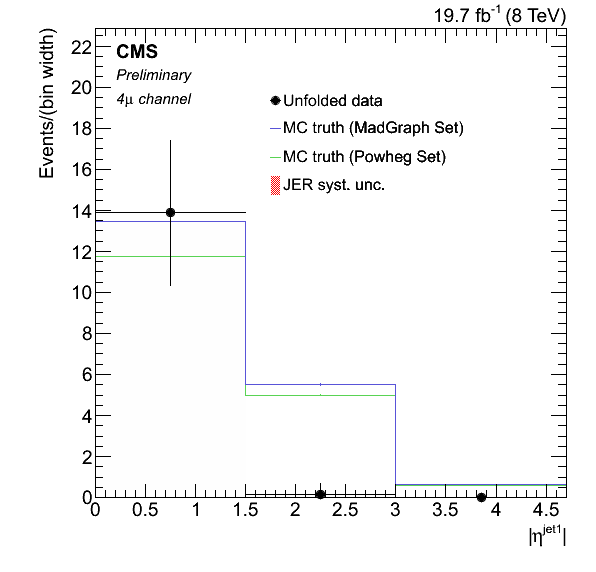 19.7 fb⁻¹ (8 TeV)
CMS
Preliminary
4μ channel
Unfolded data
MC truth (MadGraph Set)
MC truth (Powheg Set)
JER syst. unc.
Events/(bin width)
22
20
18
16
14
12
10
8
6
4
2
0
0 0.5 1 1.5 2 2.5 3 3.5 4 4.5
|η^jet1|